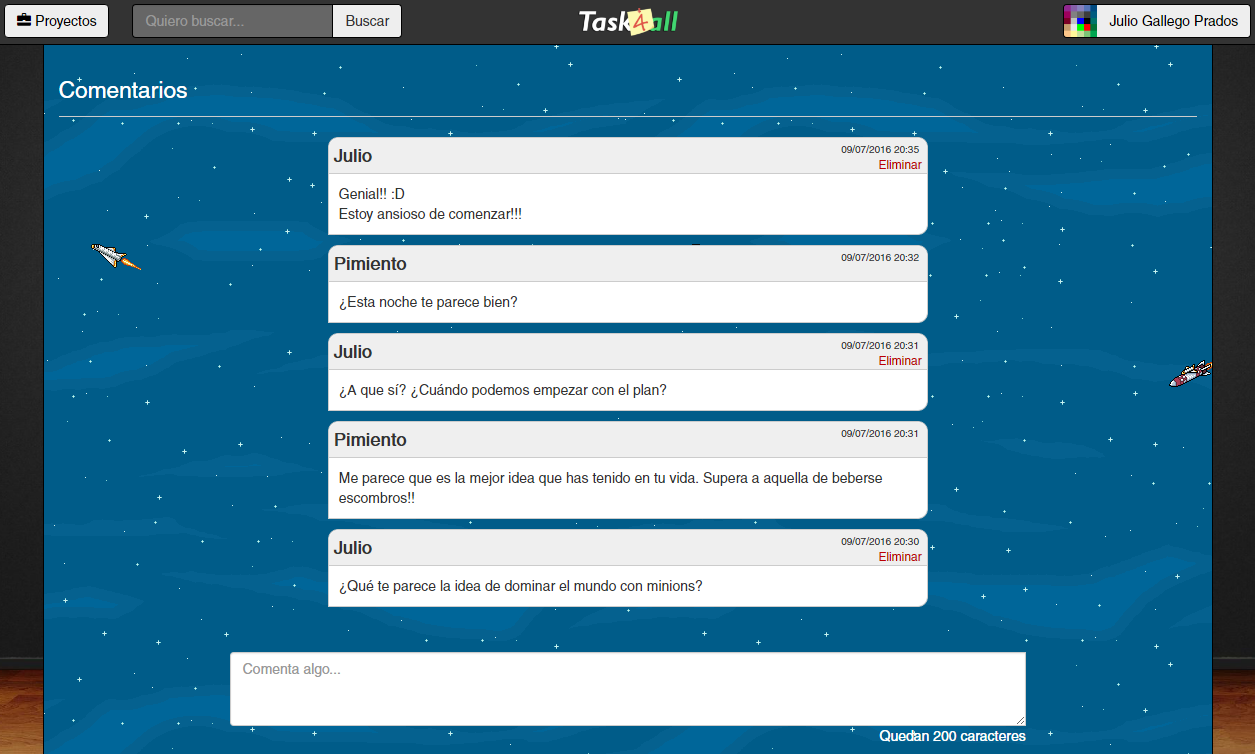 Proyectos
Quiero buscar...
Buscar
Task4all
Julio Gallego Prados
Comentarios
Julio
09/07/2016 20:35
Eliminar
Genial!! :D
Estoy ansioso de comenzar!!!
Pimiento
09/07/2016 20:32
¿Esta noche te parece bien?
Julio
09/07/2016 20:31
Eliminar
¿A que sí? ¿Cuándo podemos empezar con el plan?
Pimiento
09/07/2016 20:31
Me parece que es la mejor idea que has tenido en tu vida. Supera a aquella de beberse
escombros!!
Julio
09/07/2016 20:30
Eliminar
¿Qué te parece la idea de dominar el mundo con minions?
Comenta algo...
Quedan 200 caracteres